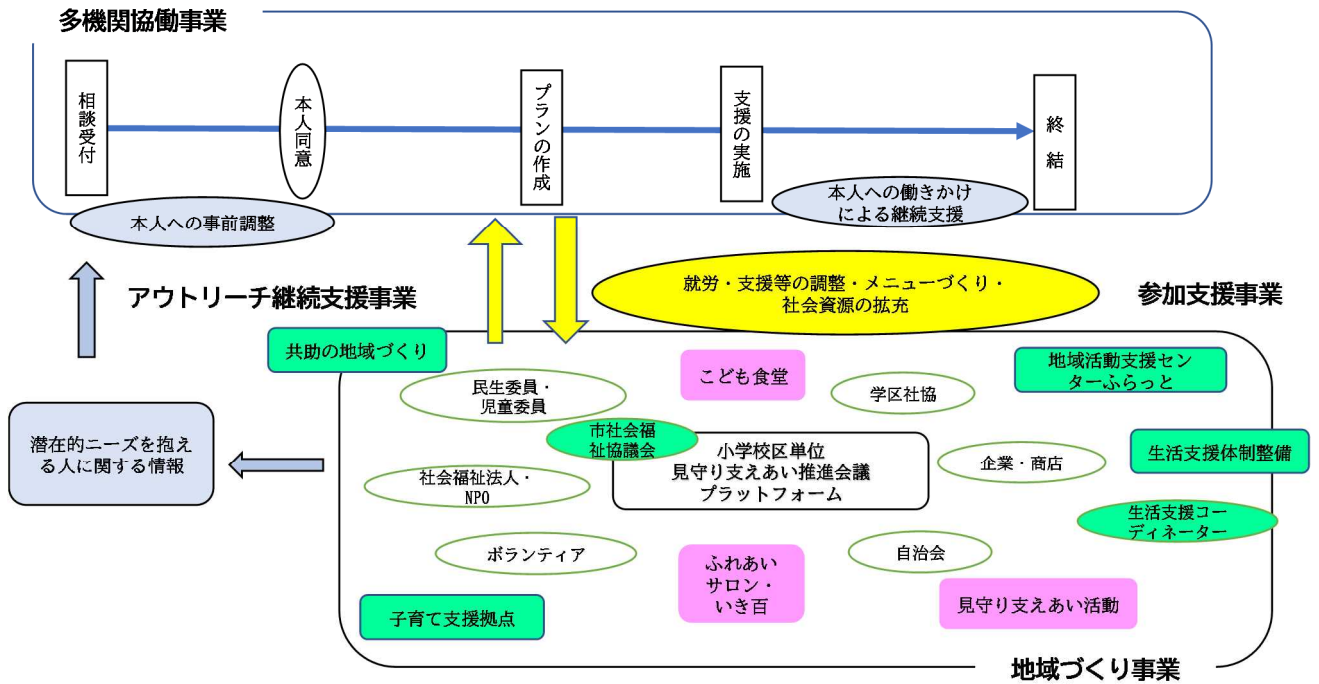 多機関協働事業
相談受付
本人同意
プランの作成
支援の実施
終結
本人への事前調整
本人への働きかけ
による継続支援
アウトリーチ継続支援事業
就労・支援等の調整・メニューづくり・
社会資源の拡充
参加支援事業
共助の地域づくり
民生委員・
児童委員
こども食堂
学区社協
地域活動支援セン
ターふらっと
潜在的ニーズを抱え
る人に関する情報
市社会福
祉協議会
小学校区単位
見守り支えあい推進会議
プラットフォーム
企業・商店
生活支援体制整備
社会福祉法人・
NPO
生活支援コー
ディネーター
ボランティア
ふれあい
サロン・
いき百
自治会
子育て支援拠点
見守り支えあい活動
地域づくり事業